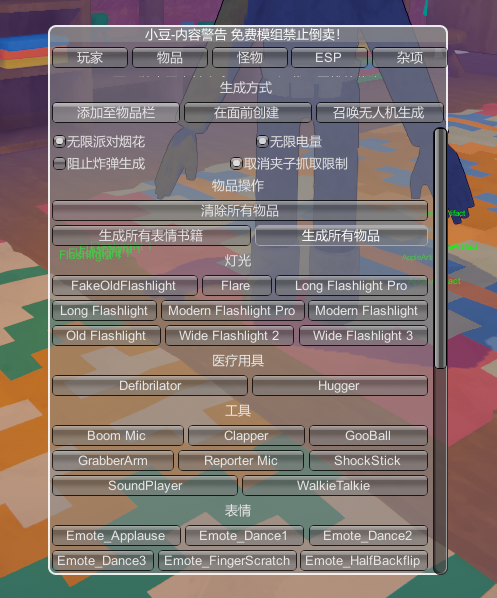 小豆-内容警告 免费模组禁止倒卖!
玩家 物品 怪物 ESP 杂项
生成方式
添加至物品栏 在面前创建 召唤无人机生成
无限派对烟花 无限电量
阻止炸弹生成 取消夹子抓取限制
物品操作
清除所有物品
生成所有表情书籍 生成所有物品
灯光
FakeOldFlashlight Flare Long Flashlight Pro
Long Flashlight Modern Flashlight Pro Modern Flashlight
Old Flashlight Wide Flashlight 2 Wide Flashlight 3
医疗用具
Defibrilator Hugger
工具
Boom Mic Clapper GooBall
GrabberArm Reporter Mic ShockStick
SoundPlayer WalkieTalkie
表情
Emote_Applause Emote_Dance1 Emote_Dance2
Emote_Dance3 Emote_FingerScratch Emote_HalfBackflip